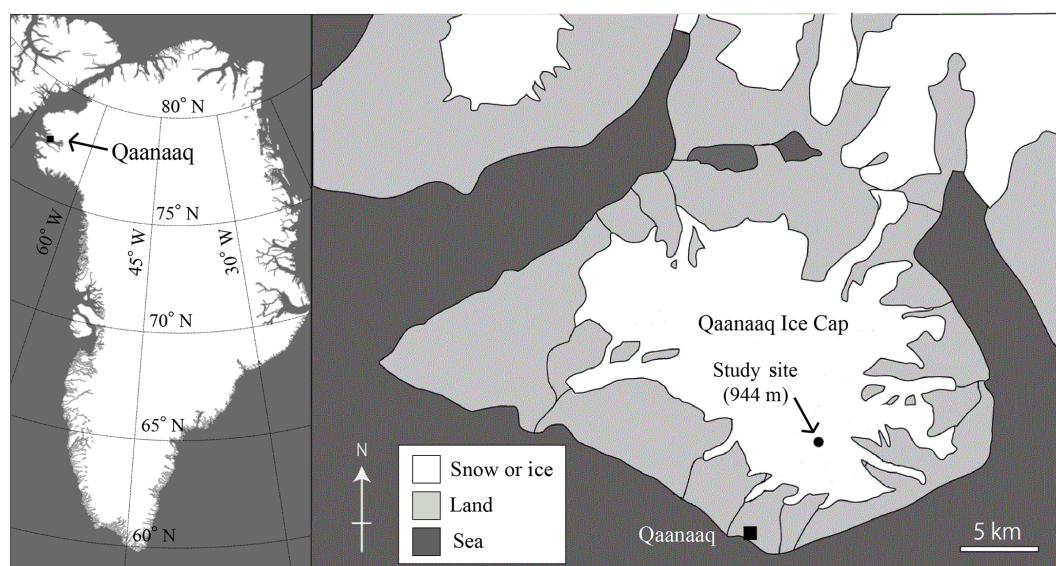 80° N
Qaanaaq
75° N
60° W
45° W
30° W
70° N
65° N
60° N
Qaanaaq Ice Cap
Study site
(944 m)
N
Snow or ice
Land
Sea
Qaanaaq
5 km